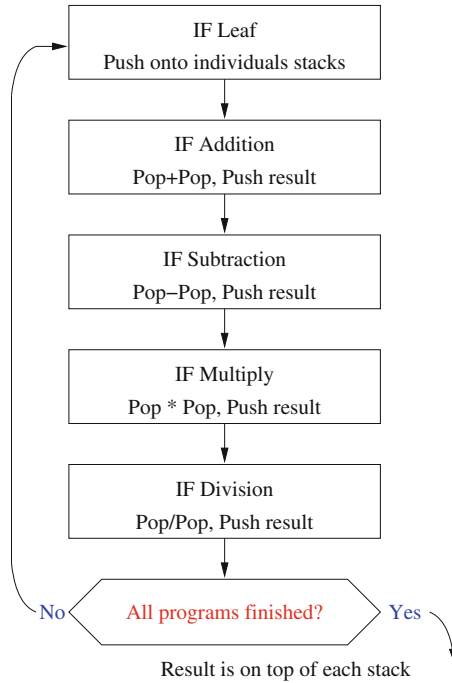 IF Leaf
Push onto individuals stacks
IF Addition
Pop+Pop, Push result
IF Subtraction
Pop−Pop, Push result
IF Multiply
Pop * Pop, Push result
IF Division
Pop/Pop, Push result
No
All programs finished?
Yes
Result is on top of each stack